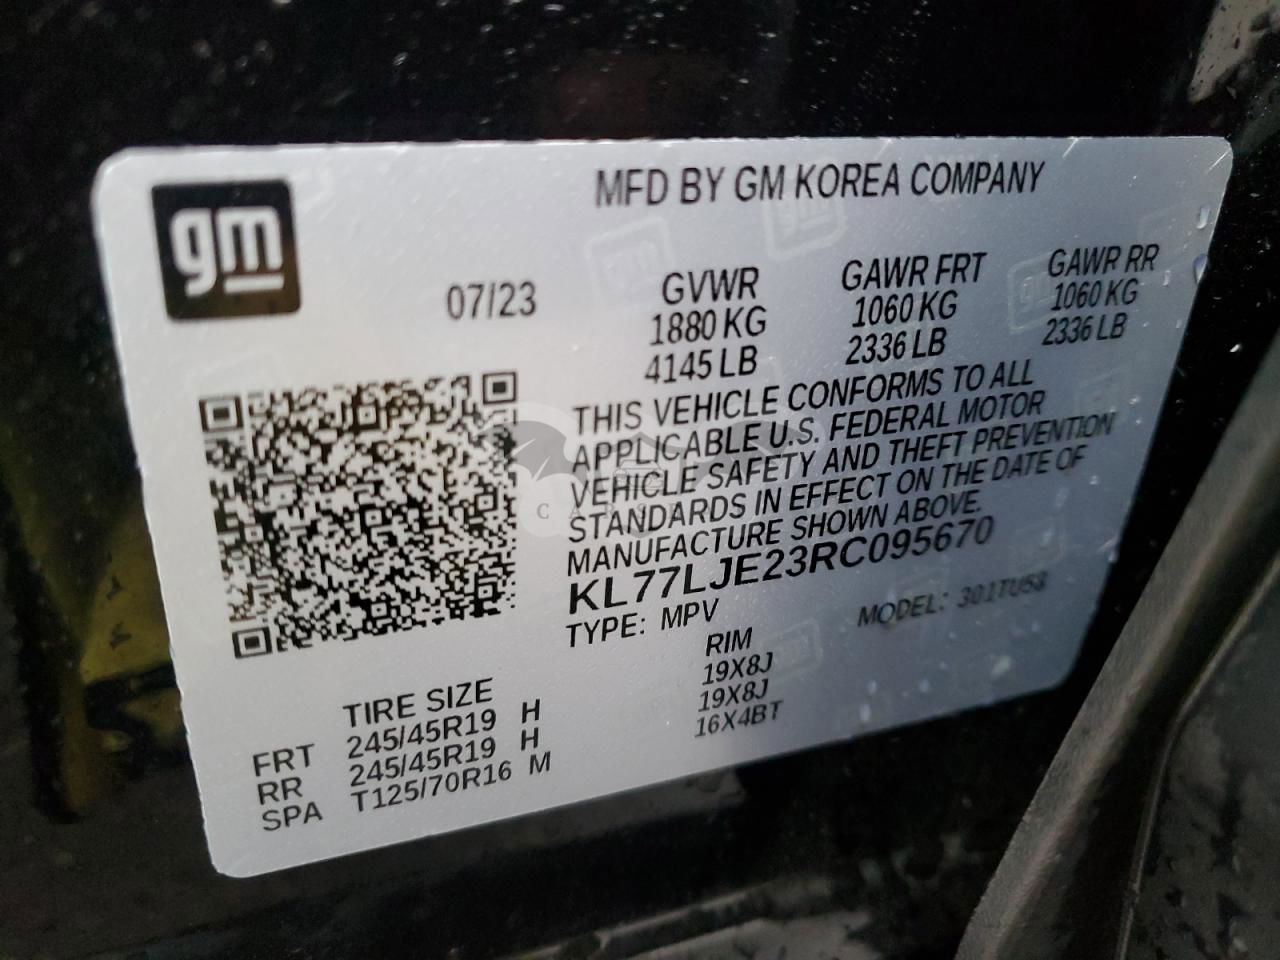 gm
MFD BY GM KOREA COMPANY
07/23
GVWR GAWR FRT GAWR RR
1880 KG 1060 KG 1060 KG
4145 LB 2336 LB 2336 LB
THIS VEHICLE CONFORMS TO ALL
APPLICABLE U.S. FEDERAL MOTOR
VEHICLE SAFETY AND THEFT PREVENTION
STANDARDS IN EFFECT ON THE DATE OF
MANUFACTURE SHOWN ABOVE.
KL77LJE23RC095670
TYPE: MPV MODEL: 301TU58
TIRE SIZE RIM
FRT 245/45R19 H 19X8J
RR 245/45R19 H 19X8J
SPA T125/70R16 M 16X4BT